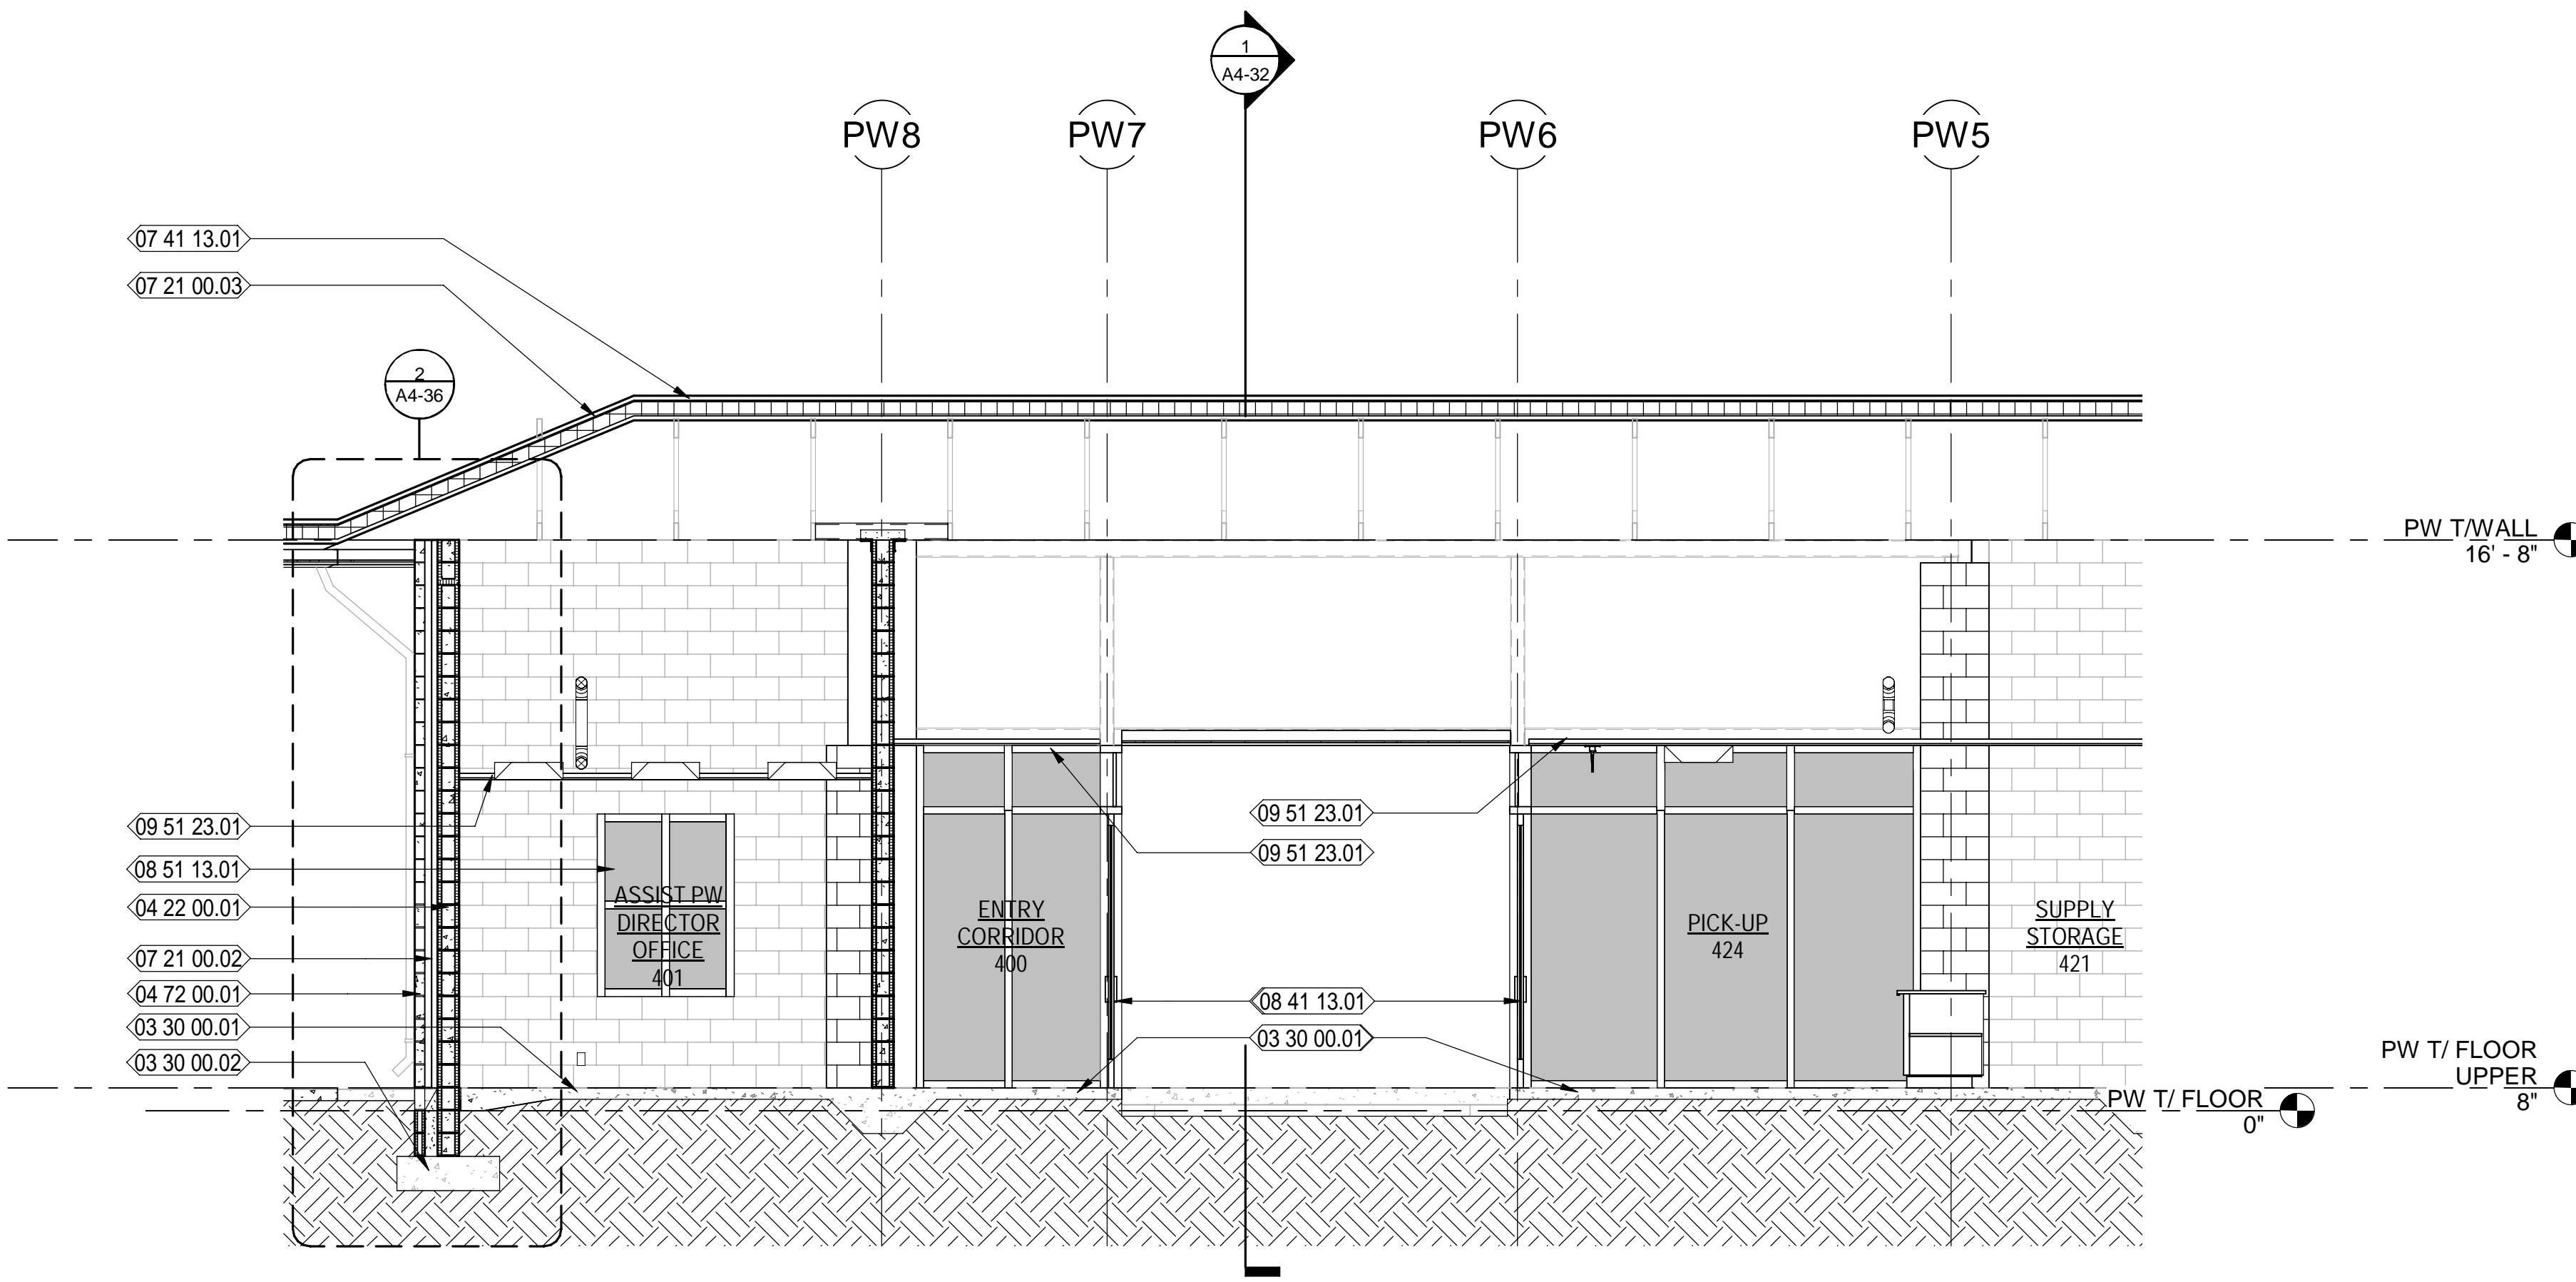 1
A4-32
PW8
PW7
PW6
PW5
07 41 13.01
07 21 00.03
2
A4-36
PW T/WALL
16' - 8"
09 51 23.01
08 51 13.01
04 22 00.01
07 21 00.02
04 72 00.01
03 30 00.01
03 30 00.02
ASSIST PW
DIRECTOR
OFFICE
401
ENTRY
CORRIDOR
400
09 51 23.01
09 51 23.01
08 41 13.01
03 30 00.01
PICK-UP
424
SUPPLY
STORAGE
421
PW T/ FLOOR
UPPER
8"
PW T/ FLOOR
0"